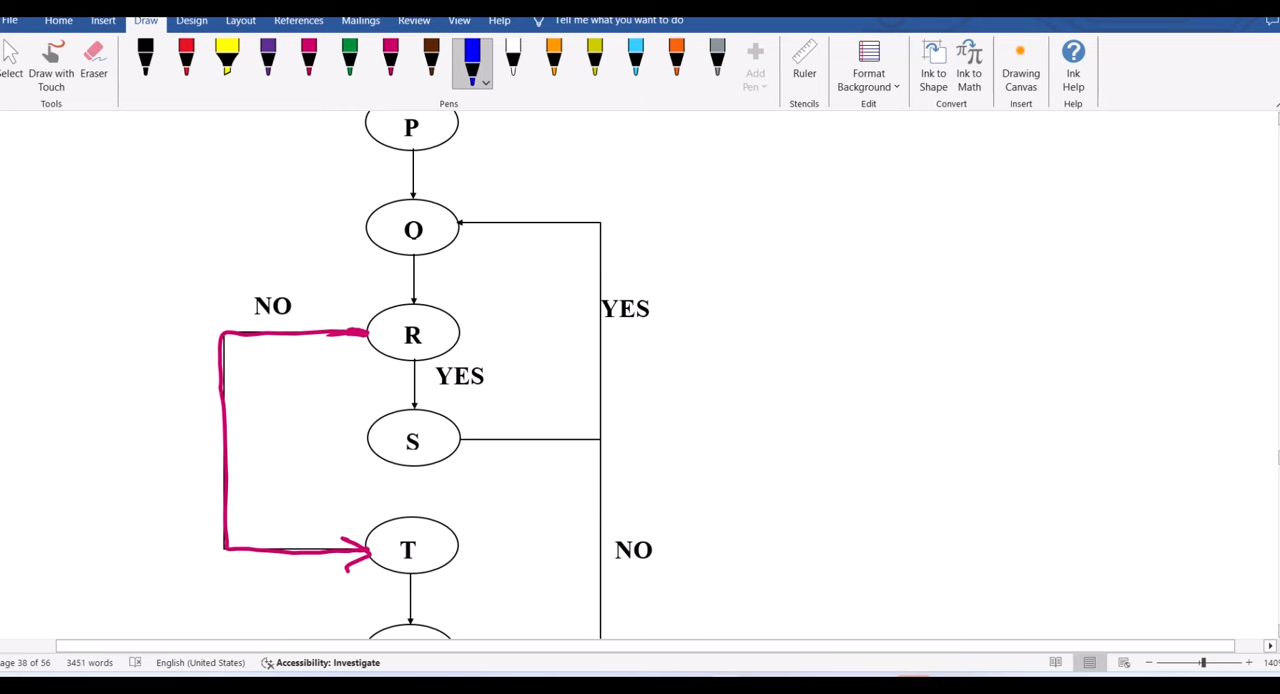 File Home Insert Draw Design Layout References Mailings Review View Help Tell me what you want to do
Select Draw with Touch Eraser Add Pen Ruler Format Background Ink to Shape Ink to Math Drawing Canvas Ink Help
Tools Pens Stencils Edit Convert Insert Help
P
O
YES
NO
R
YES
S
T
NO
age 38 of 56 3451 words English (United States) Accessibility: Investigate 140%